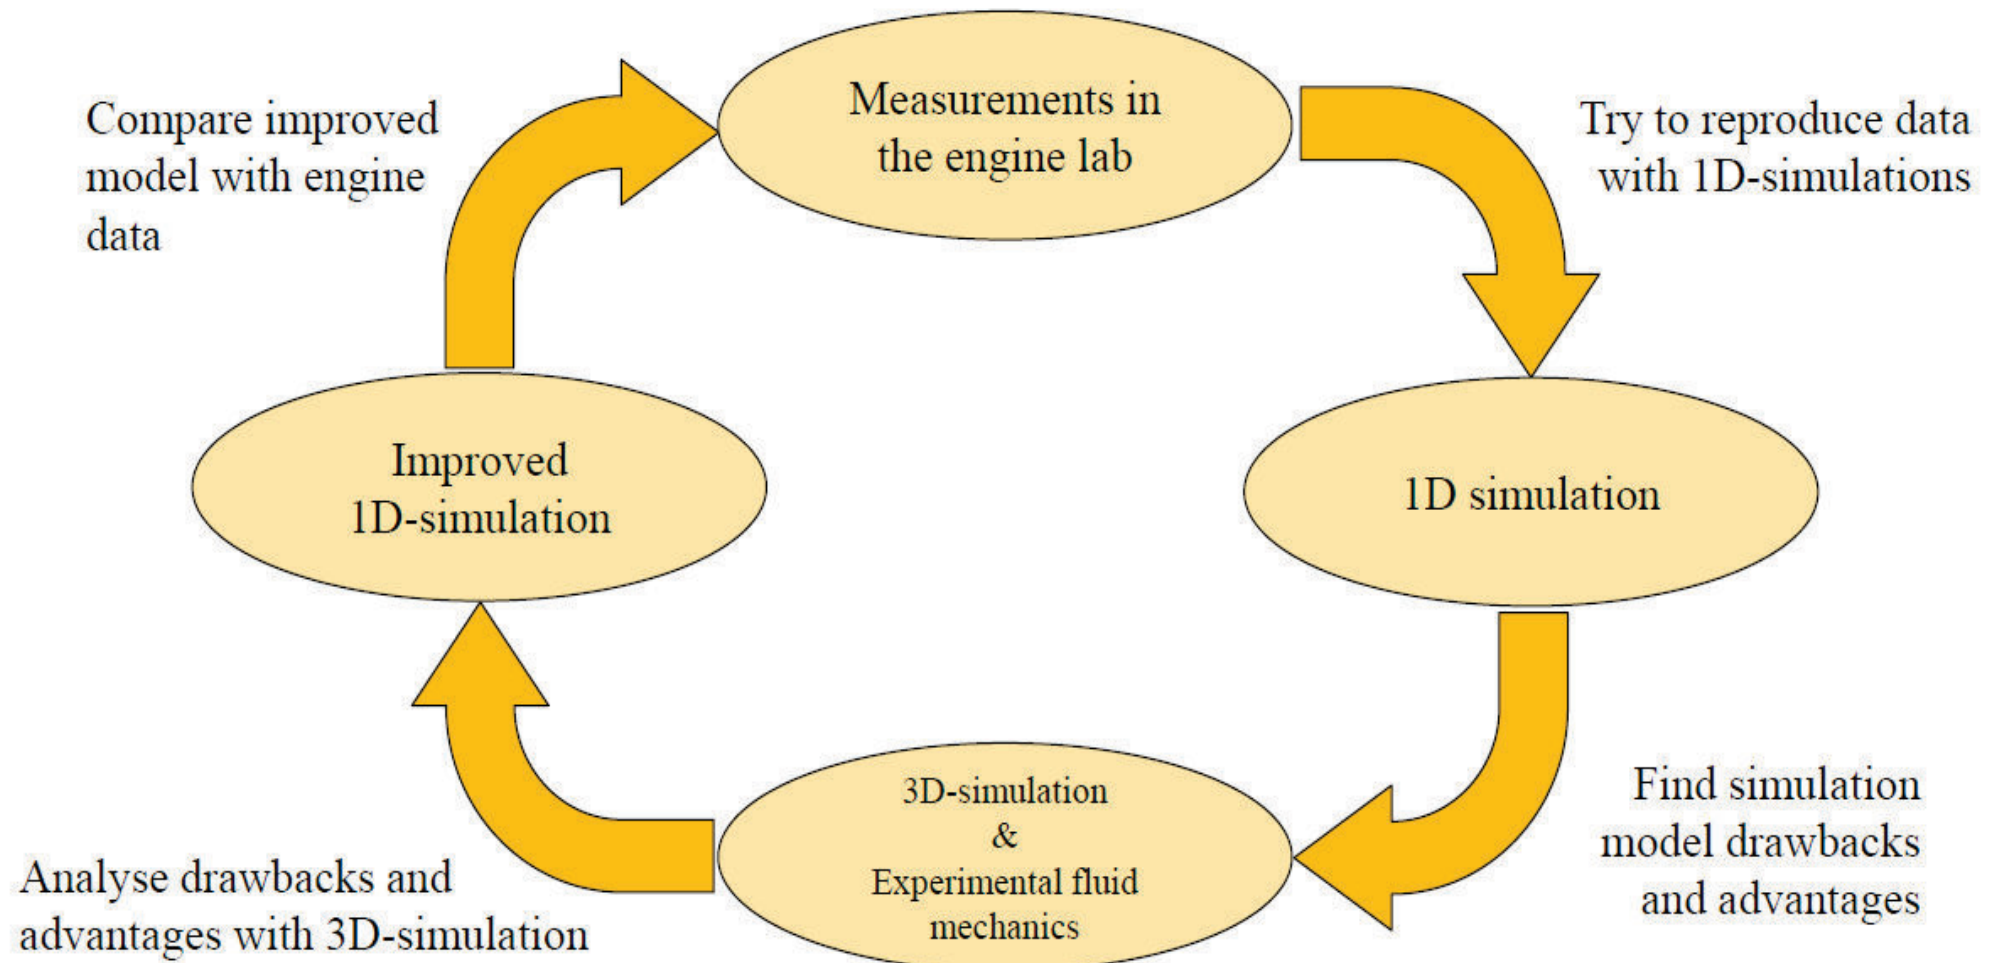 Measurements in
the engine lab
Try to reproduce data
with 1D-simulations
1D simulation
Find simulation
model drawbacks
and advantages
3D-simulation
&
Experimental fluid
mechanics
Analyse drawbacks and
advantages with 3D-simulation
Improved
1D-simulation
Compare improved
model with engine
data